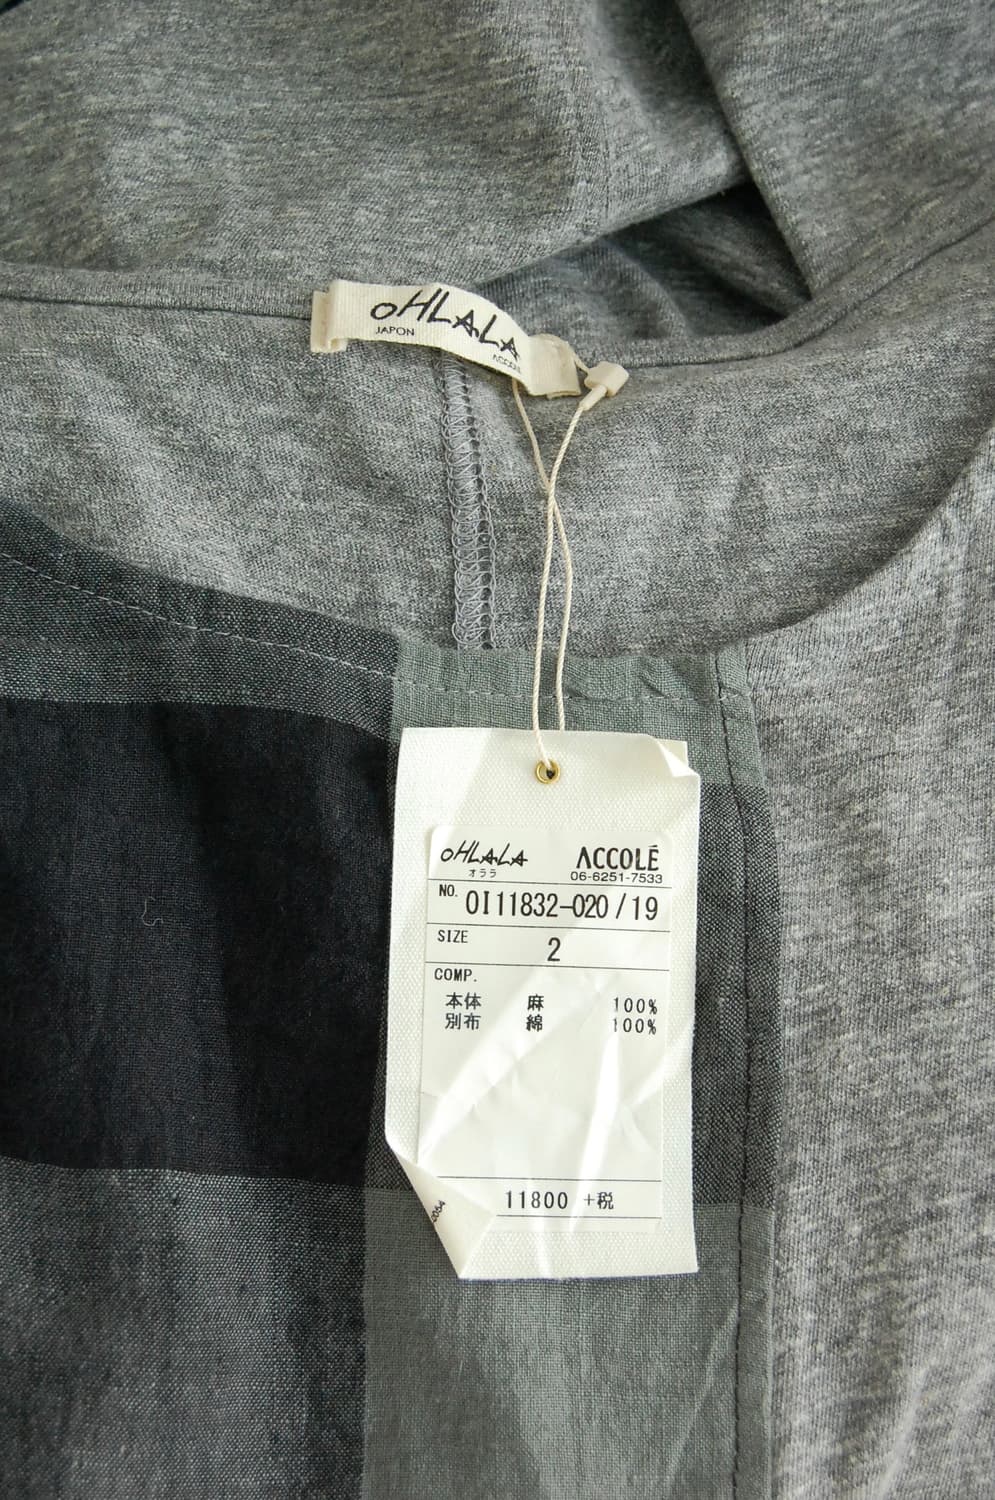 oHLALA
JAPON
ACCOLÉ
oHLALA ACCOLÉ
オララ 06-6251-7533
NO. OI11832-020/19
SIZE 2
COMP.
本体 麻 100%
別布 綿 100%
11800 +税